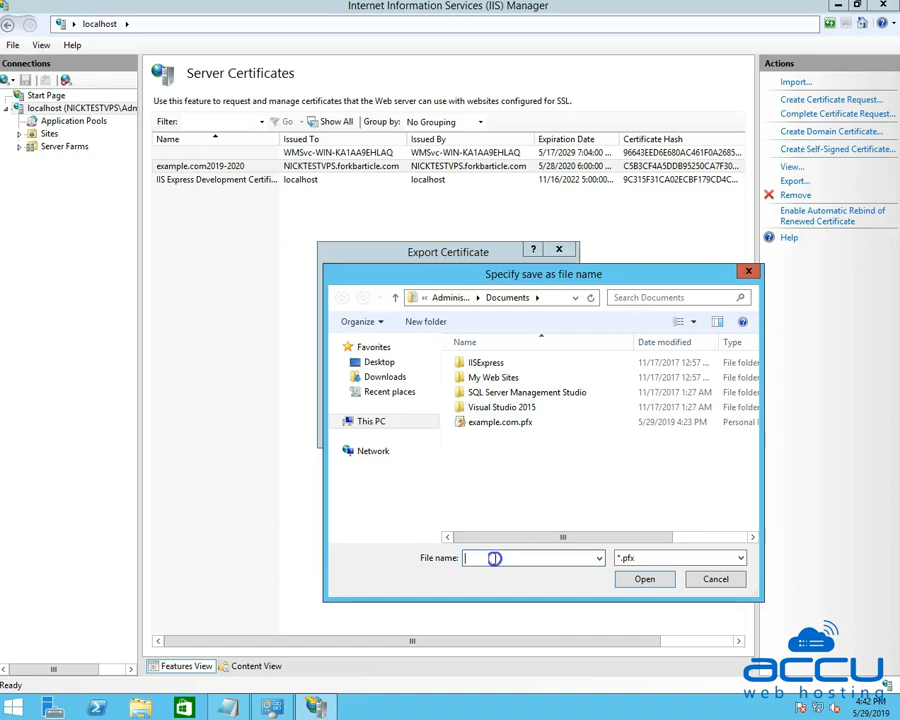 Internet Information Services (IIS) Manager
localhost
File View Help
Connections
Start Page
localhost (NICKTESTVPS\Adn
Application Pools
Sites
Server Farms
Server Certificates
Use this feature to request and manage certificates that the Web server can use with websites configured for SSL.
Filter: Go Show All Group by: No Grouping
Name Issued To Issued By Expiration Date Certificate Hash
WMSvc-WIN-KA1AA9EHLAQ WMSvc-WIN-KA1AA9EHLAQ 5/17/2029 7:04:00 ... 96643EED6E680AC461F0A2685...
example.com2019-2020 NICKTESTVPS.forkbarticle.com NICKTESTVPS.forkbarticle.com 5/28/2020 6:00:00 ... C5B3CF4A5DDB95250CA7F30...
IIS Express Development Certifi... localhost localhost 11/16/2022 5:00:00... 9C315F31CA02ECBF179CD4C...
Actions
Import...
Create Certificate Request...
Complete Certificate Request...
Create Domain Certificate...
Create Self-Signed Certificate...
View...
Export...
Remove
Enable Automatic Rebind of
Renewed Certificate
Help
Export Certificate ? x
Specify save as file name x
« Adminis... Documents Search Documents
Organize New folder
Favorites
Desktop
Downloads
Recent places
This PC
Network
Name Date modified Type
IISExpress 11/17/2017 12:57 ... File folder
My Web Sites 11/17/2017 12:57 ... File folder
SQL Server Management Studio 11/17/2017 1:27 AM File folder
Visual Studio 2015 11/17/2017 1:27 AM File folder
example.com.pfx 5/29/2019 4:23 PM Personal I
File name: *.pfx
Open Cancel
Features View Content View
Ready
accu
web hosting
4:42 PM
5/29/2019